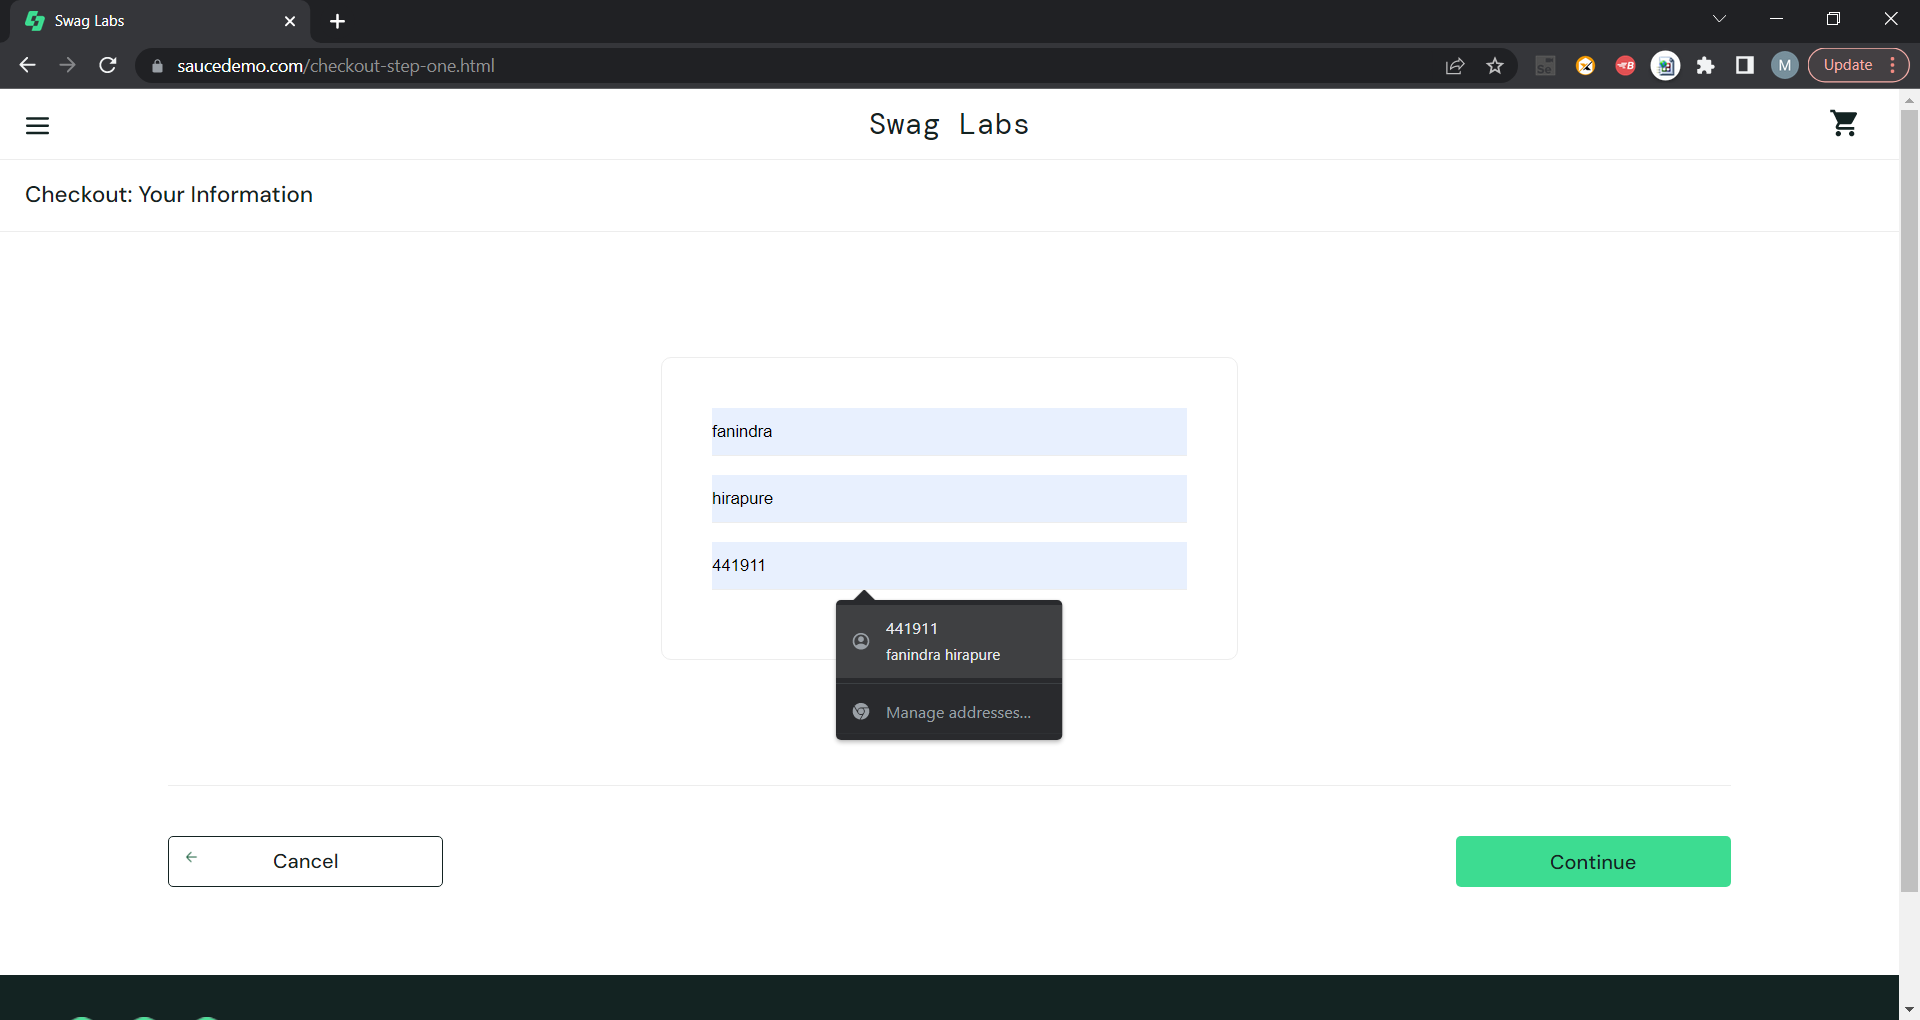 Swag Labs
saucedemo.com/checkout-step-one.html
Se
B
M
Update
Swag Labs
Checkout: Your Information
fanindra
hirapure
441911
441911
fanindra hirapure
Manage addresses...
Cancel
Continue